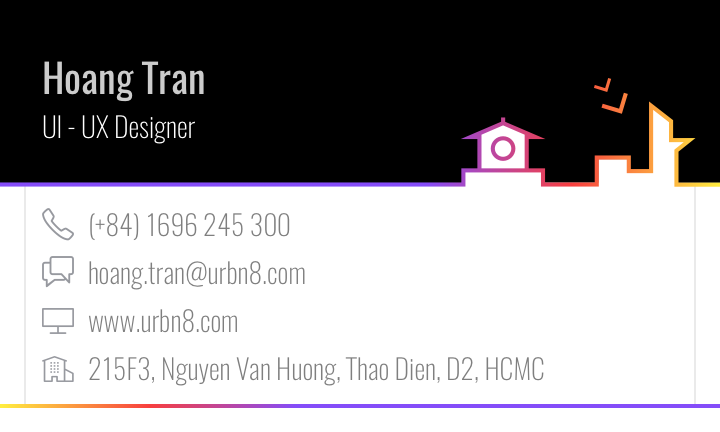 Hoang Tran
UI - UX Designer
(+84) 1696 245 300
hoang.tran@urbn8.com
www.urbn8.com
215F3, Nguyen Van Huong, Thao Dien, D2, HCMC